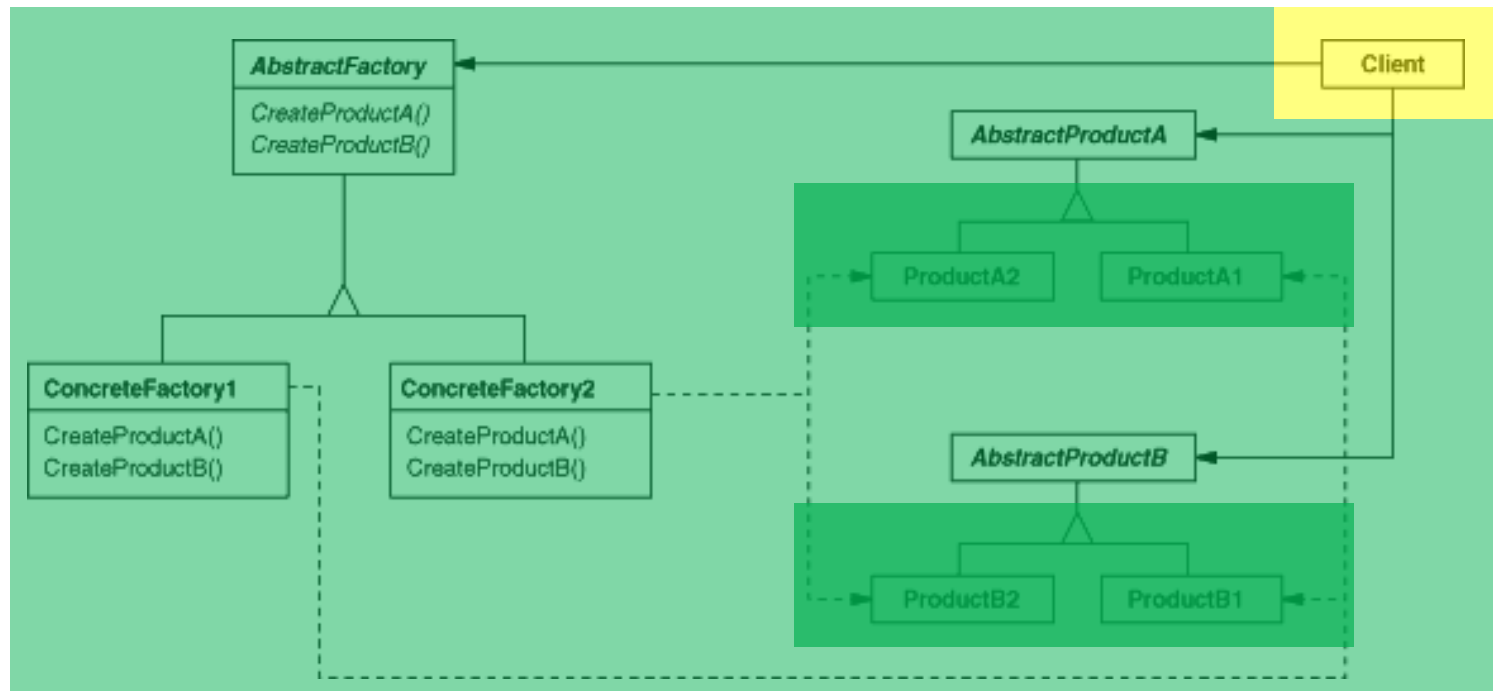 AbstractFactory
CreateProductA()
CreateProductB()
Client
AbstractProductA
ProductA2
ProductA1
ConcreteFactory1
CreateProductA()
CreateProductB()
ConcreteFactory2
CreateProductA()
CreateProductB()
AbstractProductB
ProductB2
ProductB1